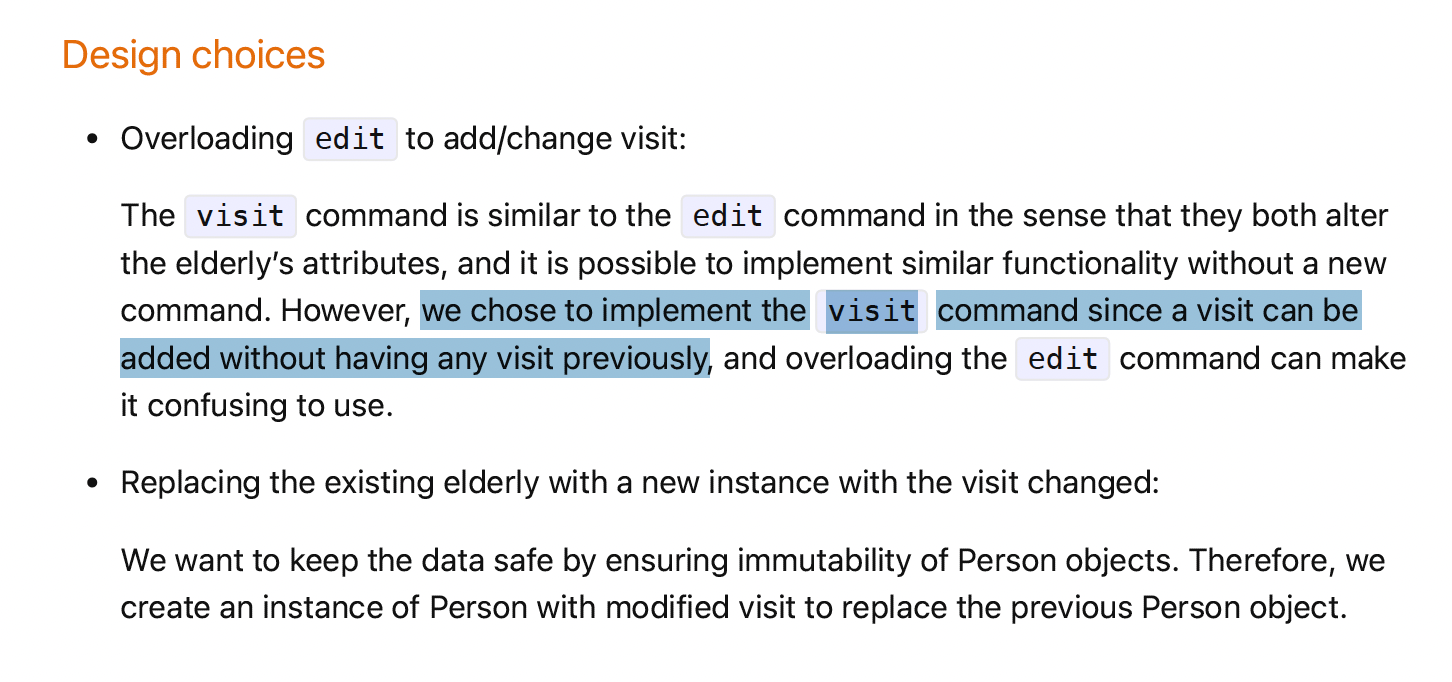 Design choices
• Overloading edit to add/change visit:
The visit command is similar to the edit command in the sense that they both alter
the elderly’s attributes, and it is possible to implement similar functionality without a new
command. However, we chose to implement the visit command since a visit can be
added without having any visit previously, and overloading the edit command can make
it confusing to use.
• Replacing the existing elderly with a new instance with the visit changed:
We want to keep the data safe by ensuring immutability of Person objects. Therefore, we
create an instance of Person with modified visit to replace the previous Person object.